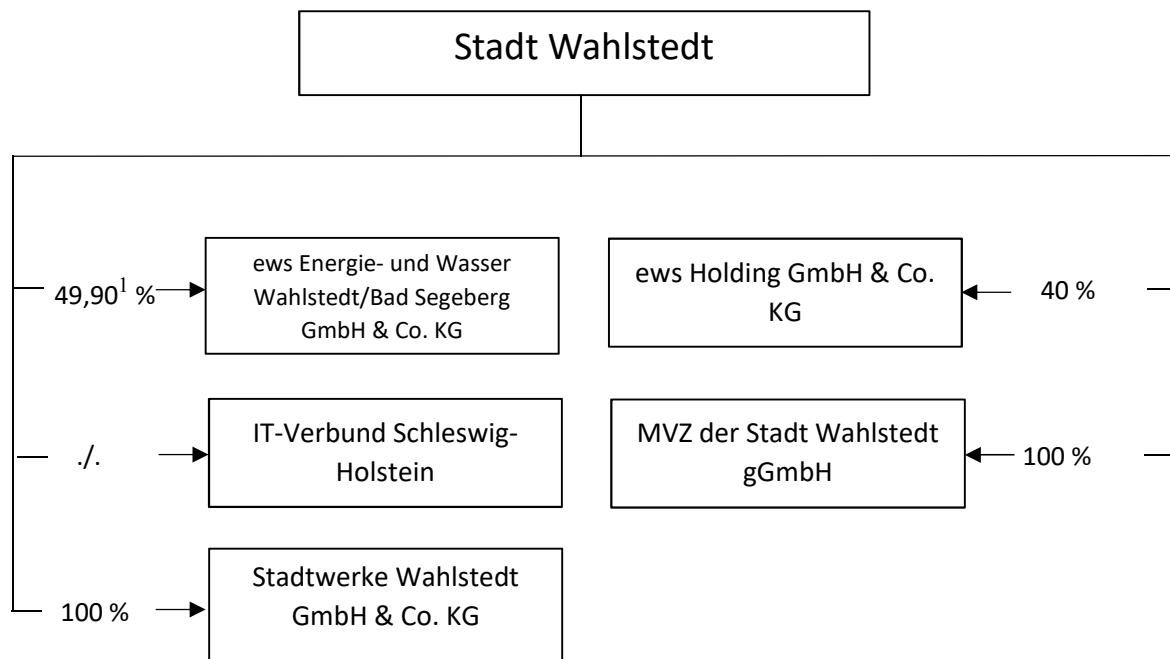 Stadt Wahlstedt
49,90¹ %
ews Energie- und Wasser
Wahlstedt/Bad Segeberg
GmbH & Co. KG
ews Holding GmbH & Co.
KG
40 %
./.
IT-Verbund Schleswig-
Holstein
MVZ der Stadt Wahlstedt
gGmbH
100 %
100 %
Stadtwerke Wahlstedt
GmbH & Co. KG